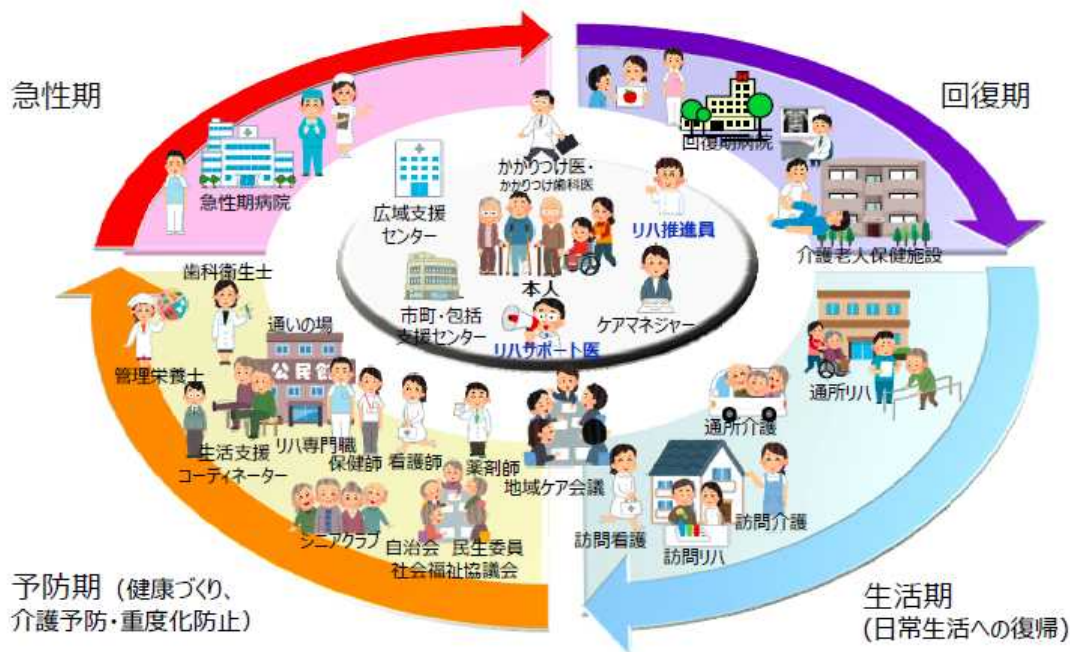 急性期
回復期
急性期病院
回復期病院
介護老人保健施設
かかりつけ医・
かかりつけ歯科医
広域支援
センター
リハ推進員
本人
市町・包括
支援センター
ケアマネジャー
リハサポート医
歯科衛生士
管理栄養士
通いの場
公民館
生活支援
コーディネーター
リハ専門職
保健師
看護師
薬剤師
地域ケア会議
シニアクラブ
自治会 民生委員
社会福祉協議会
通所リハ
通所介護
訪問看護
訪問リハ
訪問介護
予防期（健康づくり、
介護予防・重度化防止）
生活期
(日常生活への復帰)